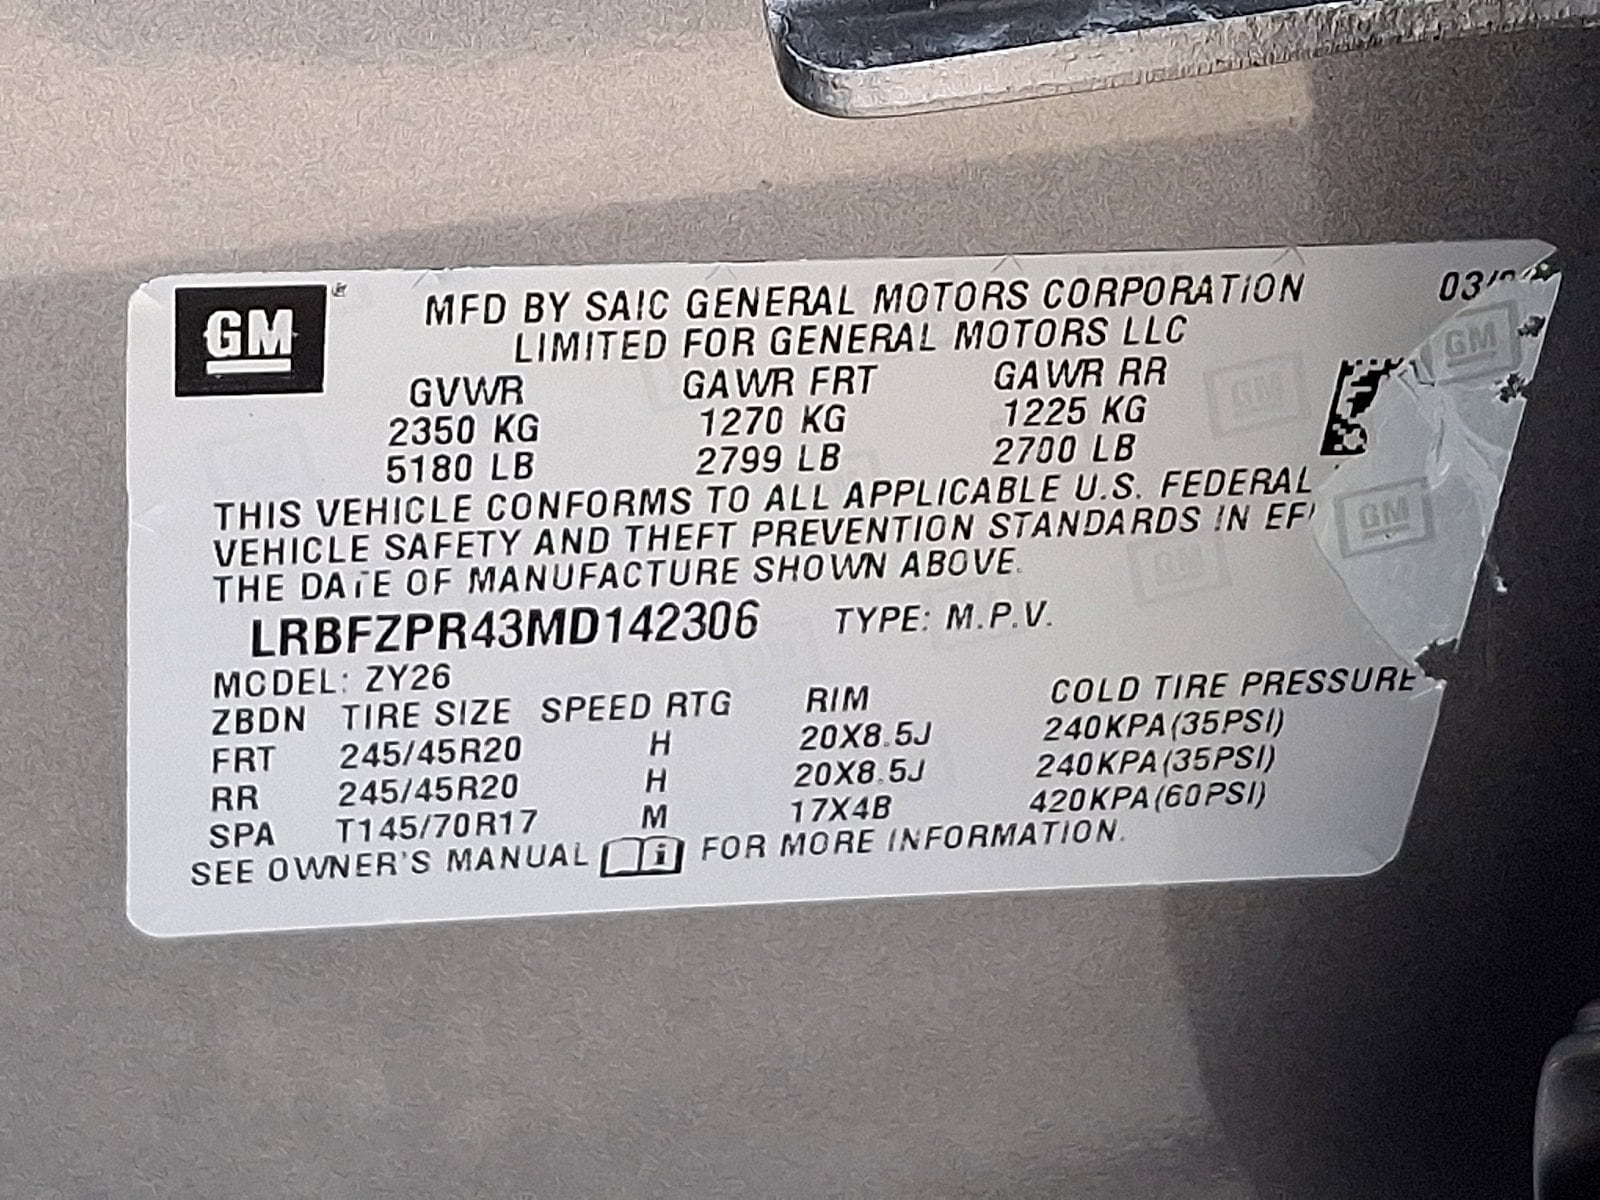 GM
MFD BY SAIC GENERAL MOTORS CORPORATION
LIMITED FOR GENERAL MOTORS LLC
GVWR GAWR FRT GAWR RR
2350 KG 1270 KG 1225 KG
5180 LB 2799 LB 2700 LB
THIS VEHICLE CONFORMS TO ALL APPLICABLE U.S. FEDERAL
VEHICLE SAFETY AND THEFT PREVENTION STANDARDS IN
THE DATE OF MANUFACTURE SHOWN ABOVE.
LRBFZPR43MD142306 TYPE: M.P.V.
MODEL: ZY26
ZBDN TIRE SIZE SPEED RTG RIM COLD TIRE PRESSURE
FRT 245/45R20 H 20X8.5J 240KPA(35PSI)
RR 245/45R20 H 20X8.5J 240KPA(35PSI)
SPA T145/70R17 M 17X4B 420KPA(60PSI)
SEE OWNER'S MANUAL i FOR MORE INFORMATION.